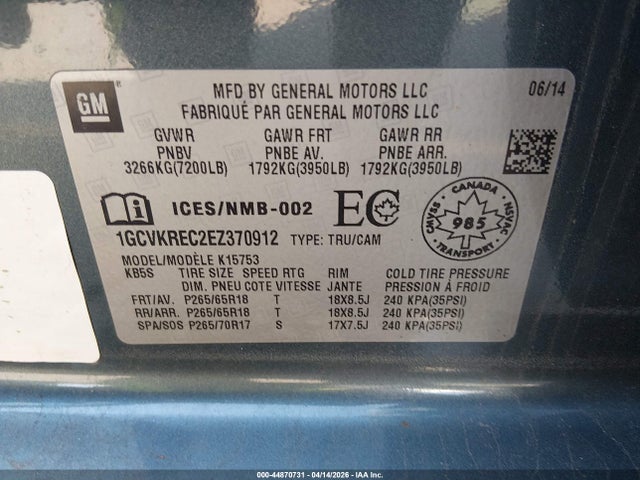 GM
MFD BY GENERAL MOTORS LLC 06/14
FABRIQUÉ PAR GENERAL MOTORS LLC
GVWR GAWR FRT GAWR RR
PNBV PNBE AV. PNBE ARR.
3266KG(7200LB) 1792KG(3950LB) 1792KG(3950LB)
ICES/NMB-002 EC
CANADA
CMVSS 985 NSVAC
1GCVKREC2EZ370912 TYPE: TRU/CAM
MODEL/MODÈLE K15753
KB5S TIRE SIZE SPEED RTG RIM COLD TIRE PRESSURE
DIM. PNEU COTE VITESSE JANTE PRESSION À FROID
FRT/AV. P265/65R18 T 18X8.5J 240 KPA(35PSI)
RR/ARR. P265/65R18 T 18X8.5J 240 KPA(35PSI)
SPA/SOS P265/70R17 S 17X7.5J 240 KPA(35PSI)
000-44870731 - 04/14/2026 - IAA Inc.